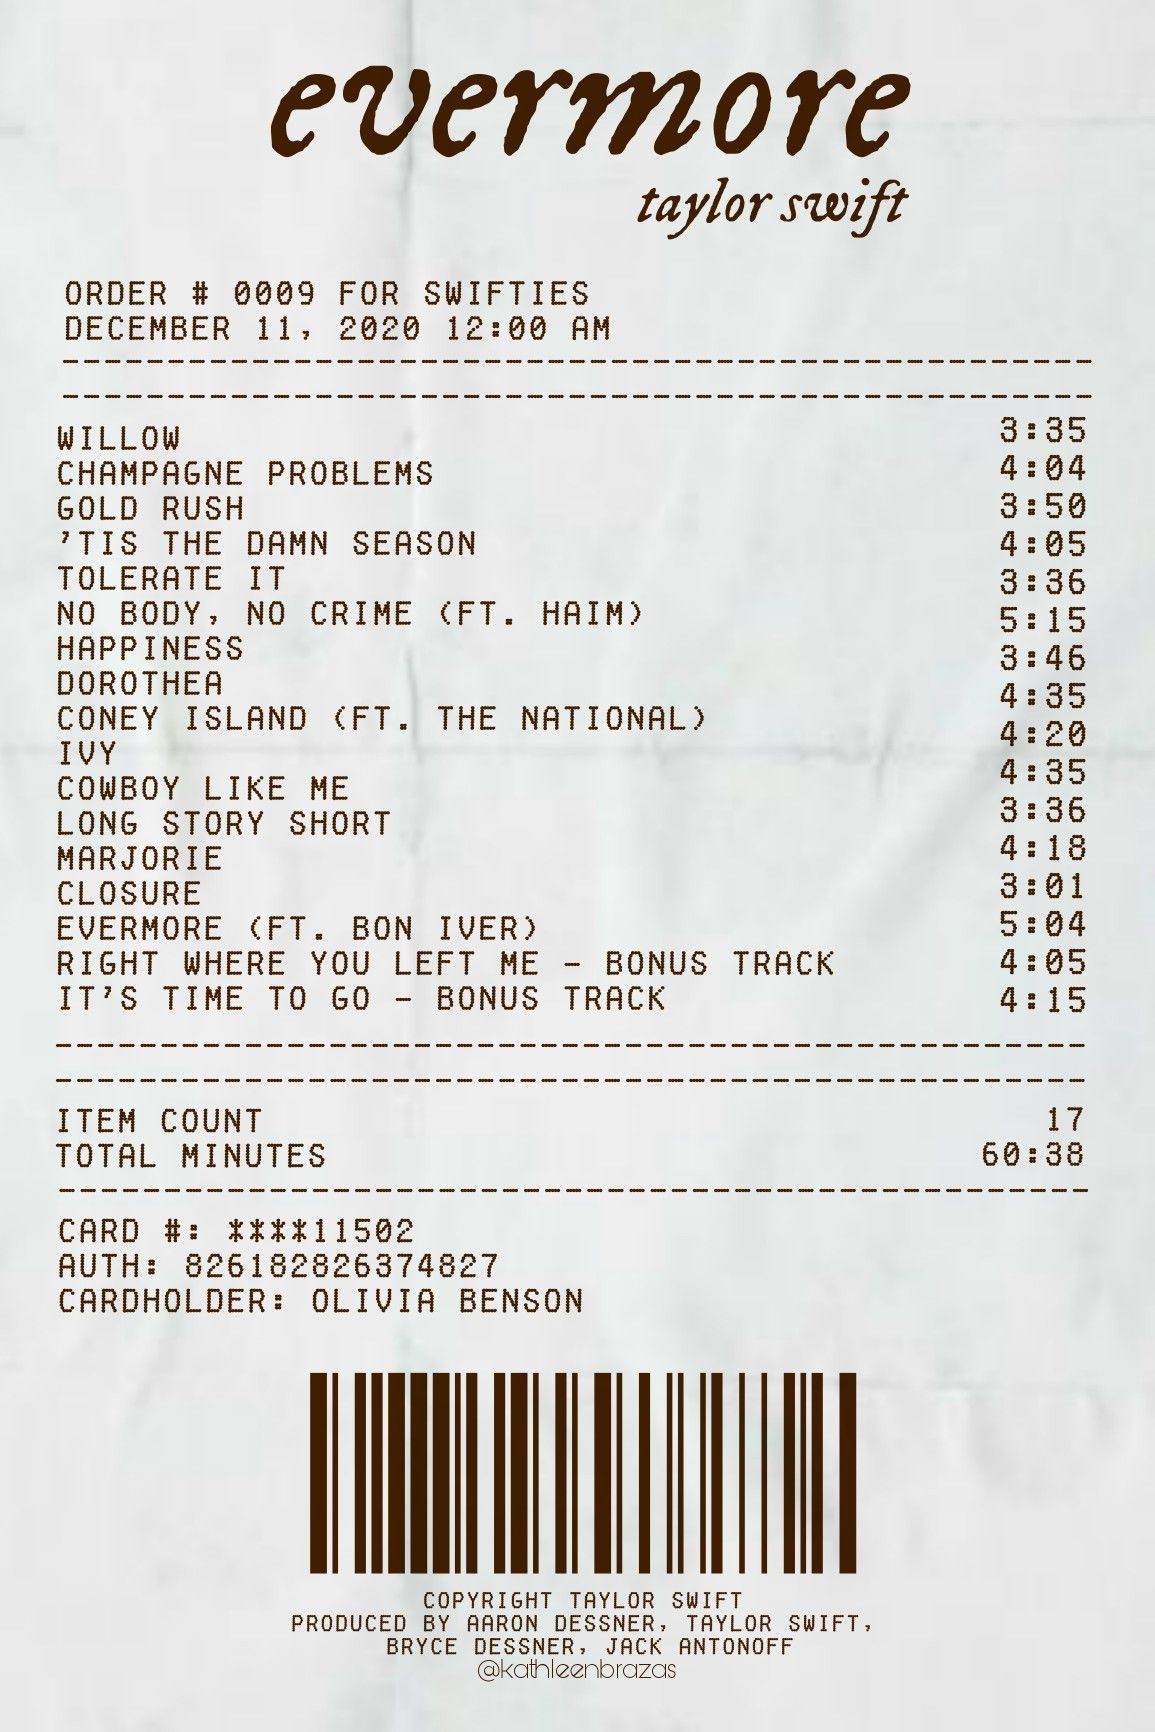 evermore
taylor swift
ORDER # 0009 FOR SWIFTIES
DECEMBER 11, 2020 12:00 AM
WILLOW 3:35
CHAMPAGNE PROBLEMS 4:04
GOLD RUSH 3:50
'TIS THE DAMN SEASON 4:05
TOLERATE IT 3:36
NO BODY, NO CRIME (FT. HAIM) 5:15
HAPPINESS 3:46
DOROTHEA 4:35
CONEY ISLAND (FT. THE NATIONAL) 4:20
IVY 4:35
COWBOY LIKE ME 3:36
LONG STORY SHORT 4:18
MARJORIE 3:01
CLOSURE 5:04
EVERMORE (FT. BON IVER) 4:05
RIGHT WHERE YOU LEFT ME - BONUS TRACK 4:15
IT'S TIME TO GO - BONUS TRACK
ITEM COUNT 17
TOTAL MINUTES 60:38
CARD #: ****11502
AUTH: 826182826374827
CARDHOLDER: OLIVIA BENSON
COPYRIGHT TAYLOR SWIFT
PRODUCED BY AARON DESSNER, TAYLOR SWIFT,
BRYCE DESSNER, JACK ANTONOFF
@kathleenbrazas